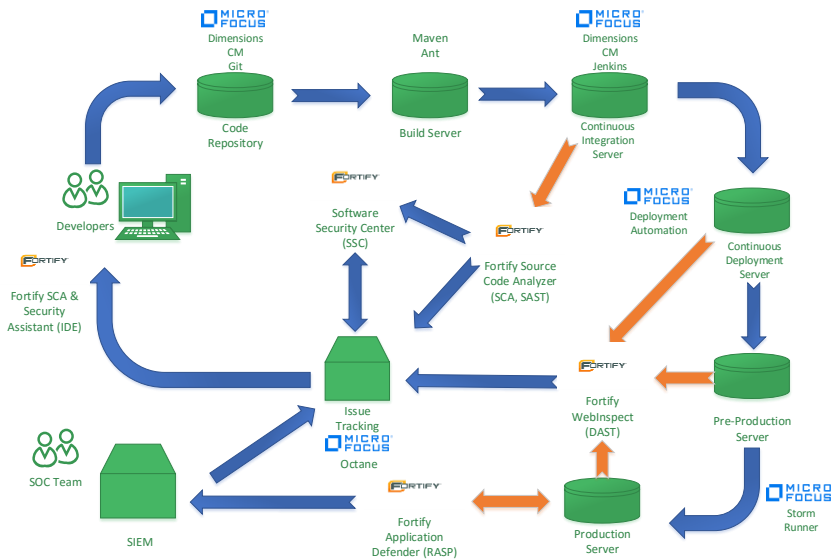 MICRO
FOCUS
Dimensions
CM
Git
Code
Repository
Maven
Ant
Build Server
MICRO
FOCUS
Dimensions
CM
Jenkins
Continuous
Integration
Server
Developers
FORTIFY
Software
Security Center
(SSC)
FORTIFY
Fortify Source
Code Analyzer
(SCA, SAST)
MICRO
FOCUS
Deployment
Automation
Continuous
Deployment
Server
FORTIFY
Fortify SCA &
Security
Assistant (IDE)
Issue
Tracking
MICRO
FOCUS
Octane
FORTIFY
Fortify
WebInspect
(DAST)
Pre-Production
Server
SOC Team
SIEM
FORTIFY
Fortify
Application
Defender (RASP)
Production
Server
MICRO
FOCUS
Storm
Runner